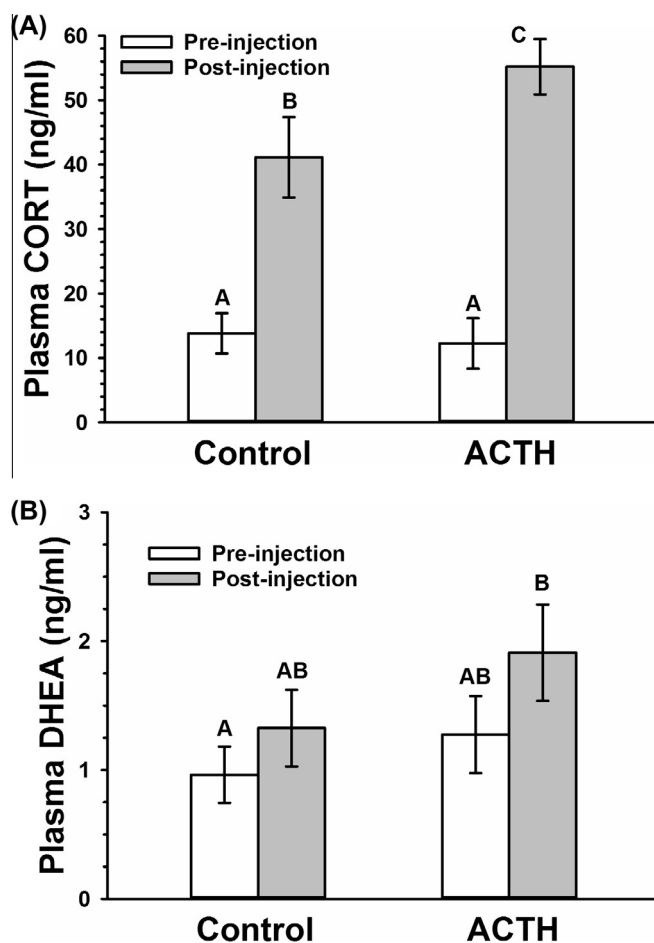 (A)
Plasma CORT (ng/ml)
60
50
40
30
20
10
0
Pre-injection
Post-injection
A
B
A
C
Control ACTH
(B)
Plasma DHEA (ng/ml)
3
2
1
0
Pre-injection
Post-injection
A
AB
AB
B
Control ACTH